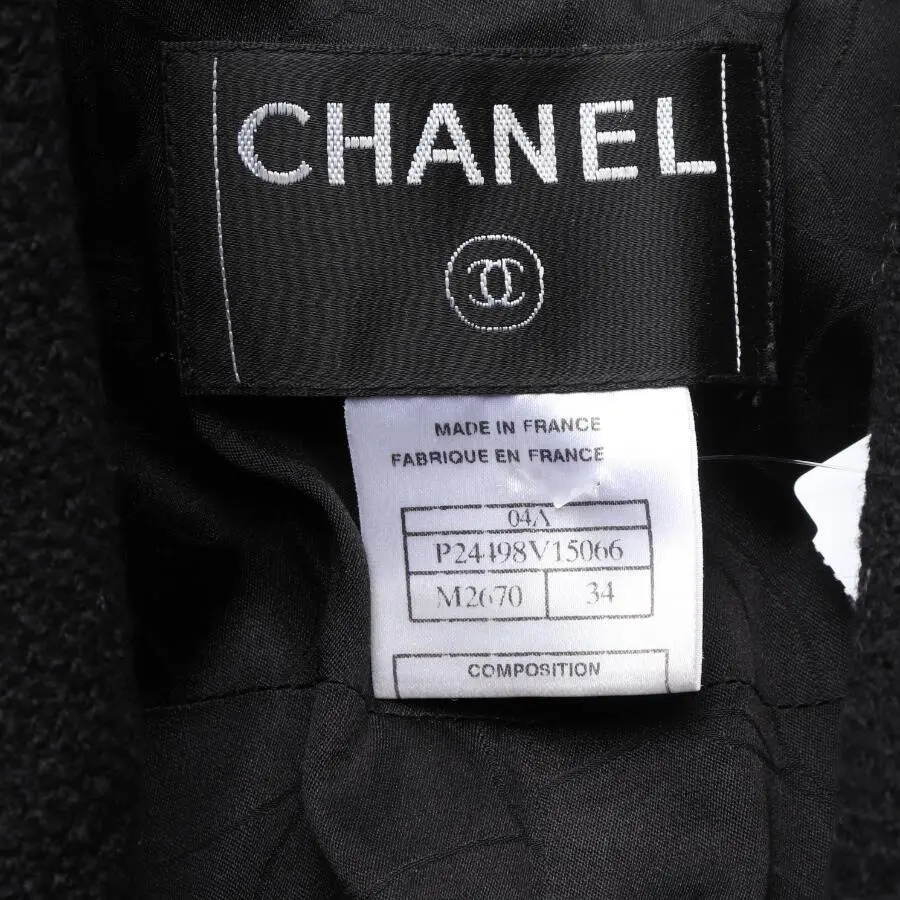 CHANEL
MADE IN FRANCE
FABRIQUE EN FRANCE
04A
P24498V15066
M2670 34
COMPOSITION